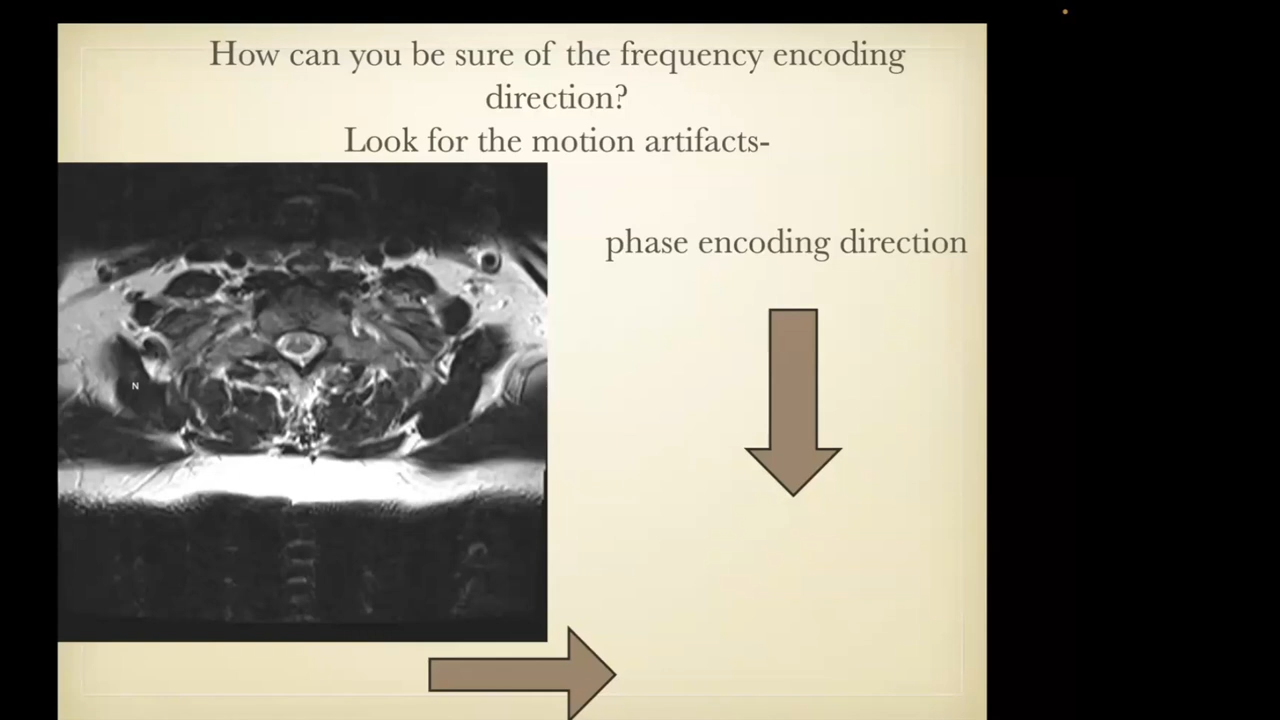 How can you be sure of the frequency encoding
direction?
Look for the motion artifacts-
phase encoding direction
N